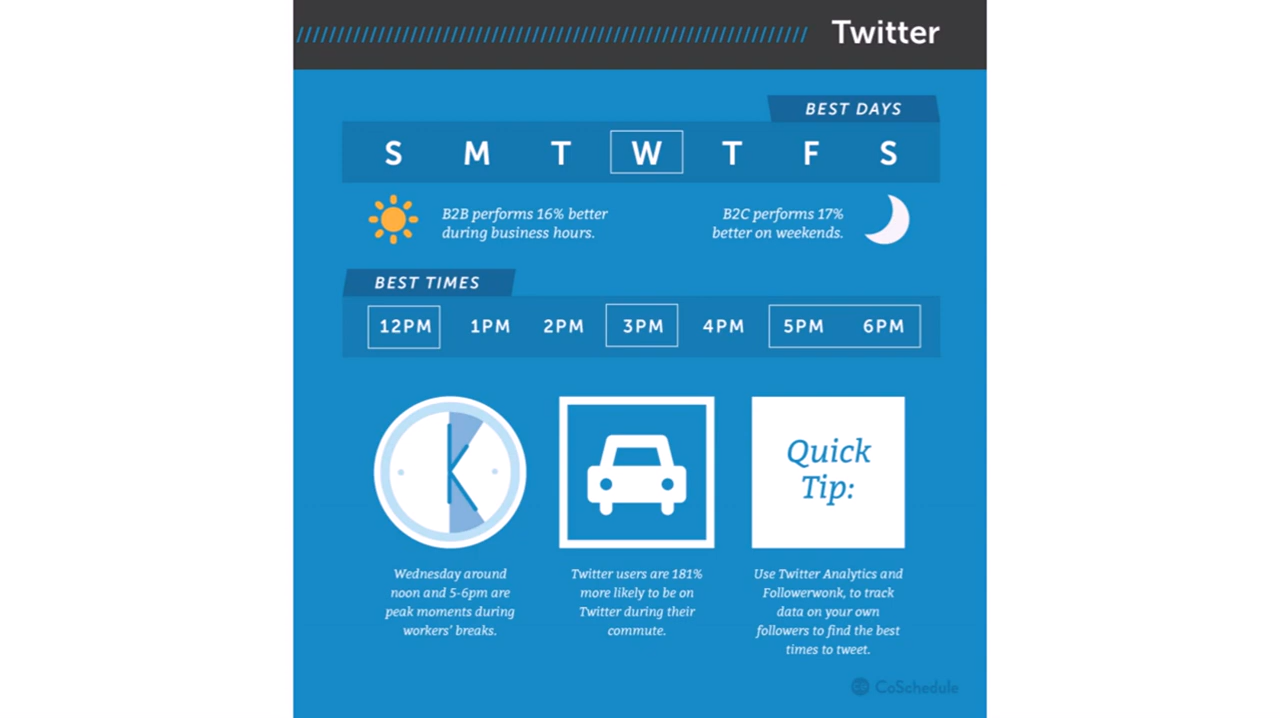 Twitter
BEST DAYS
S M T W T F S
B2B performs 16% better
during business hours.
B2C performs 17%
better on weekends.
BEST TIMES
12PM 1PM 2PM 3PM 4PM 5PM 6PM
Quick
Tip:
Wednesday around
noon and 5-6pm are
peak moments during
workers' breaks.
Twitter users are 181%
more likely to be on
Twitter during their
commute.
Use Twitter Analytics and
Followerwonk, to track
data on your own
followers to find the best
times to tweet.
CoSchedule